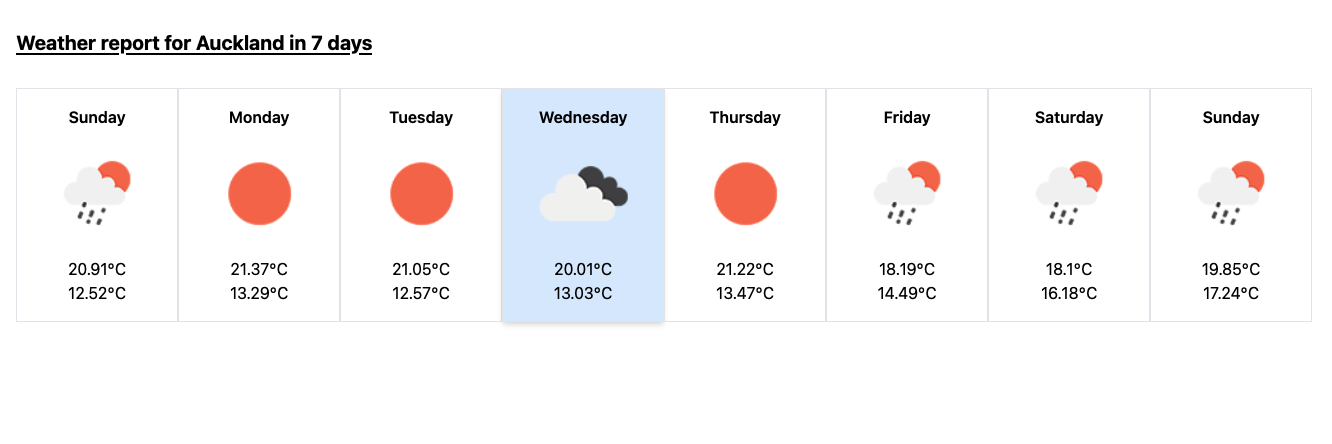 Weather report for Auckland in 7 days
Sunday
20.91°C
12.52°C
Monday
21.37°C
13.29°C
Tuesday
21.05°C
12.57°C
Wednesday
20.01°C
13.03°C
Thursday
21.22°C
13.47°C
Friday
18.19°C
14.49°C
Saturday
18.1°C
16.18°C
Sunday
19.85°C
17.24°C